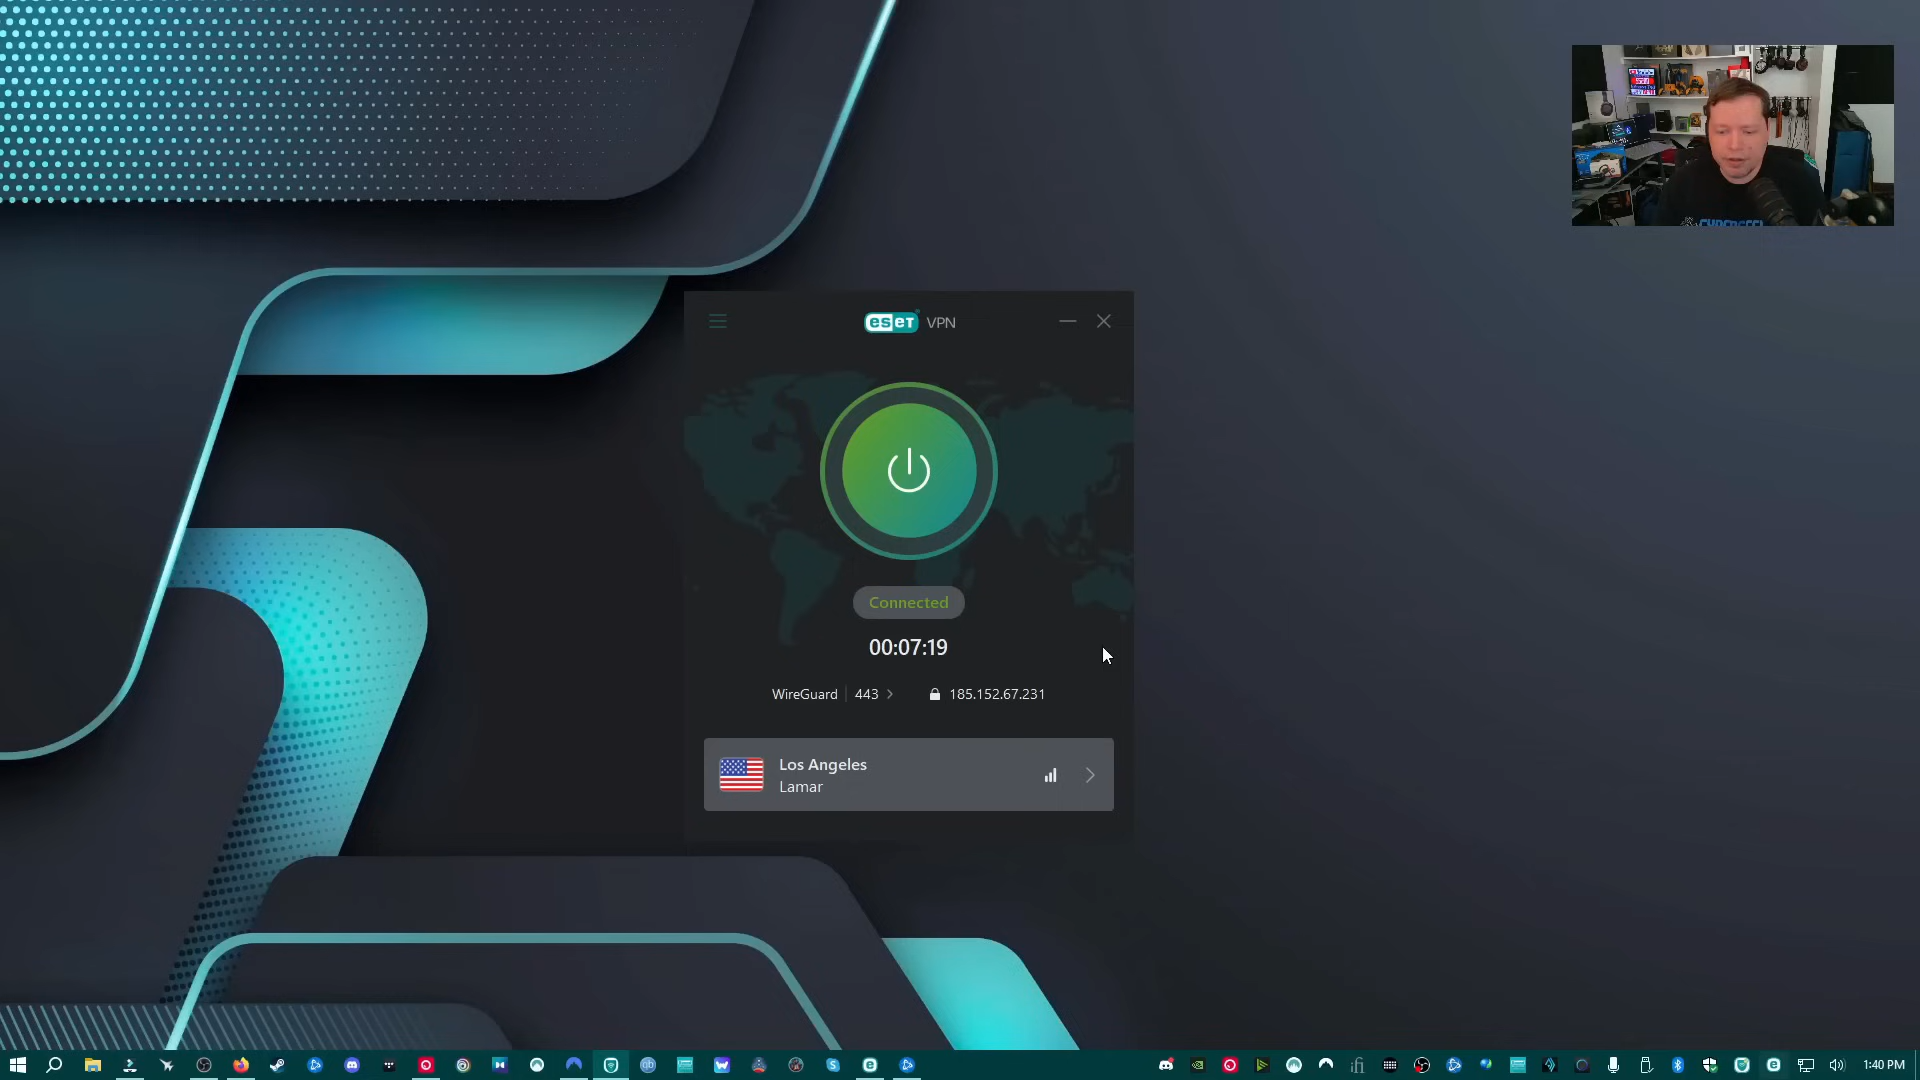 eset VPN
Connected
00:07:19
WireGuard 443 185.152.67.231
Los Angeles
Lamar
1:40 PM